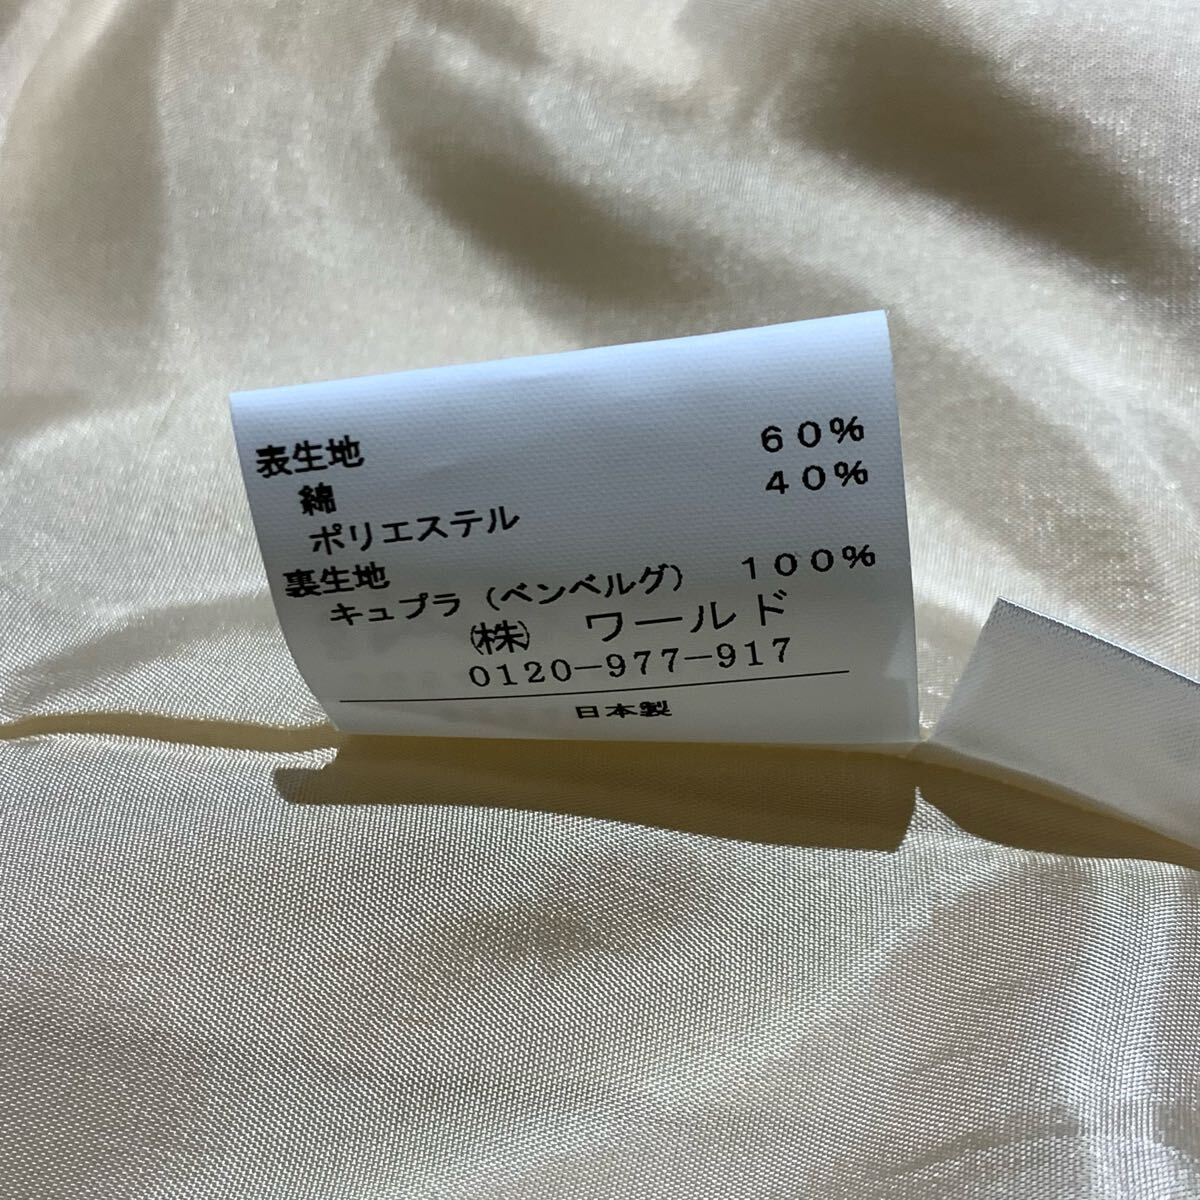 表生地
綿 60%
ポリエステル 40%
裏生地
キュプラ（ベンベルグ） 100%
㈱ ワールド
0120-977-917
日本製